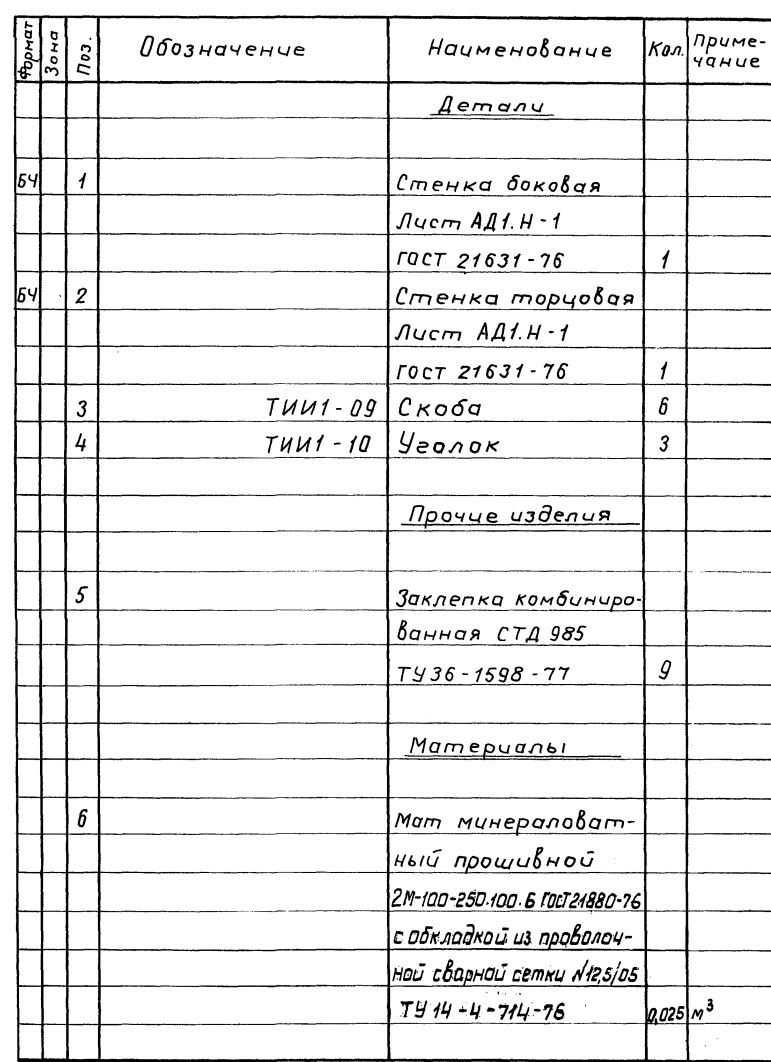 Формат Зона Поз. Обозначение Наименование Кол. Приме-
чание
Детали
БЧ 1 Стенка боковая
Лист АД1.Н-1
ГОСТ 21631-76 1
БЧ 2 Стенка торцовая
Лист АД1.Н-1
ГОСТ 21631-76 1
3 ТИИ1-09 Скоба 6
4 ТИИ1-10 Уголок 3
Прочие изделия
5 Заклепка комбиниро-
ванная СТД 985
ТУ 36-1598-77 9
Материалы
6 Мат минераловат-
ный прошивной
2М-100-250.100.6 ГОСТ 21880-76
с обкладкой из проволоч-
ной сварной сетки №12,5/05
ТУ 14-4-714-76 0,025 м³